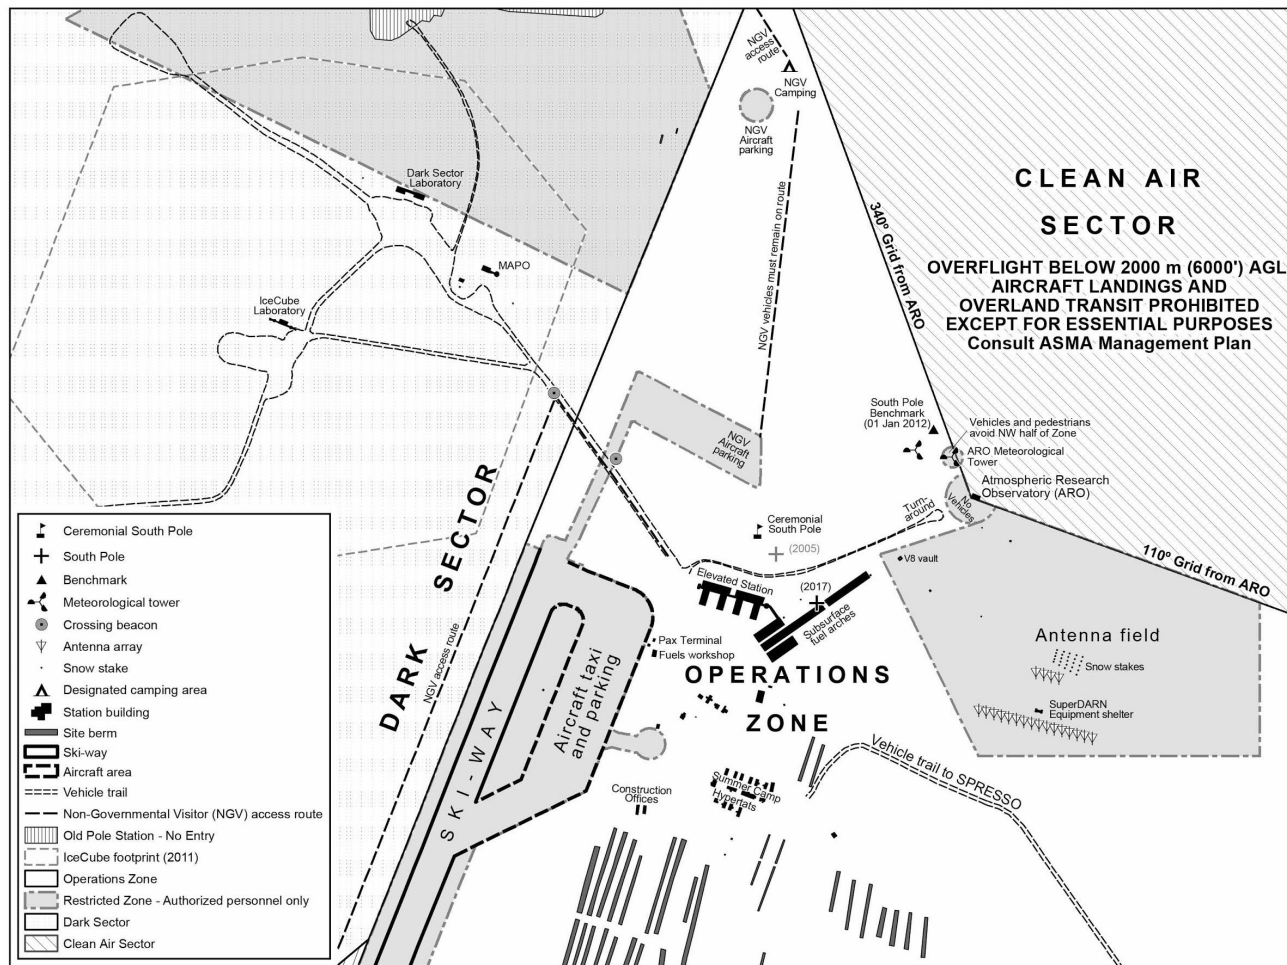 NGV
access
route
NGV
Camping
NGV
Aircraft
parking
Dark Sector
Laboratory
MAPO
IceCube
Laboratory
NGV vehicles must remain on route
340º Grid from ARO
CLEAN AIR
SECTOR
OVERFLIGHT BELOW 2000 m (6000') AGL
AIRCRAFT LANDINGS AND
OVERLAND TRANSIT PROHIBITED
EXCEPT FOR ESSENTIAL PURPOSES
Consult ASMA Management Plan
South Pole
Benchmark
(01 Jan 2012)
Vehicles and pedestrians
avoid NW half of Zone
ARO Meteorological
Tower
Atmospheric Research
Observatory (ARO)
No
Vehicles
Turn-
around
110º Grid from ARO
NGV
Aircraft
parking
DARK SECTOR
NGV access route
Ceremonial
South Pole
(2005)
V8 vault
Elevated Station
(2017)
Subsurface
fuel arches
Pax Terminal
Fuels workshop
OPERATIONS
ZONE
Antenna field
Snow stakes
SuperDARN
Equipment shelter
SKI-WAY
Aircraft taxi
and parking
Vehicle trail to SPRESSO
Construction
Offices
Summer Camp
Hypertats
Ceremonial South Pole
South Pole
Benchmark
Meteorological tower
Crossing beacon
Antenna array
Snow stake
Designated camping area
Station building
Site berm
Ski-way
Aircraft area
Vehicle trail
Non-Governmental Visitor (NGV) access route
Old Pole Station - No Entry
IceCube footprint (2011)
Operations Zone
Restricted Zone - Authorized personnel only
Dark Sector
Clean Air Sector